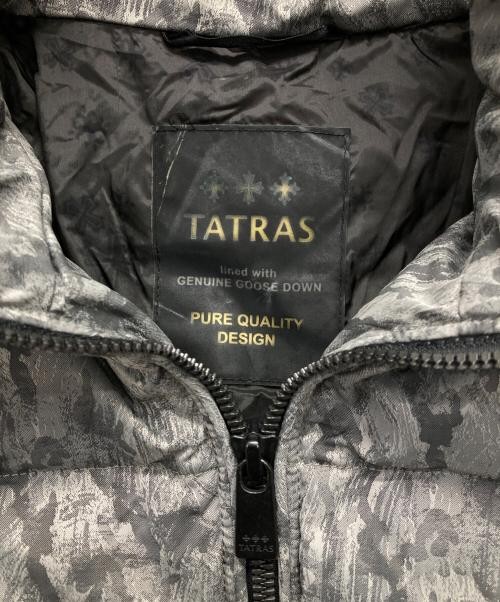 TATRAS
lined with
GENUINE GOOSE DOWN
PURE QUALITY
DESIGN
TATRAS